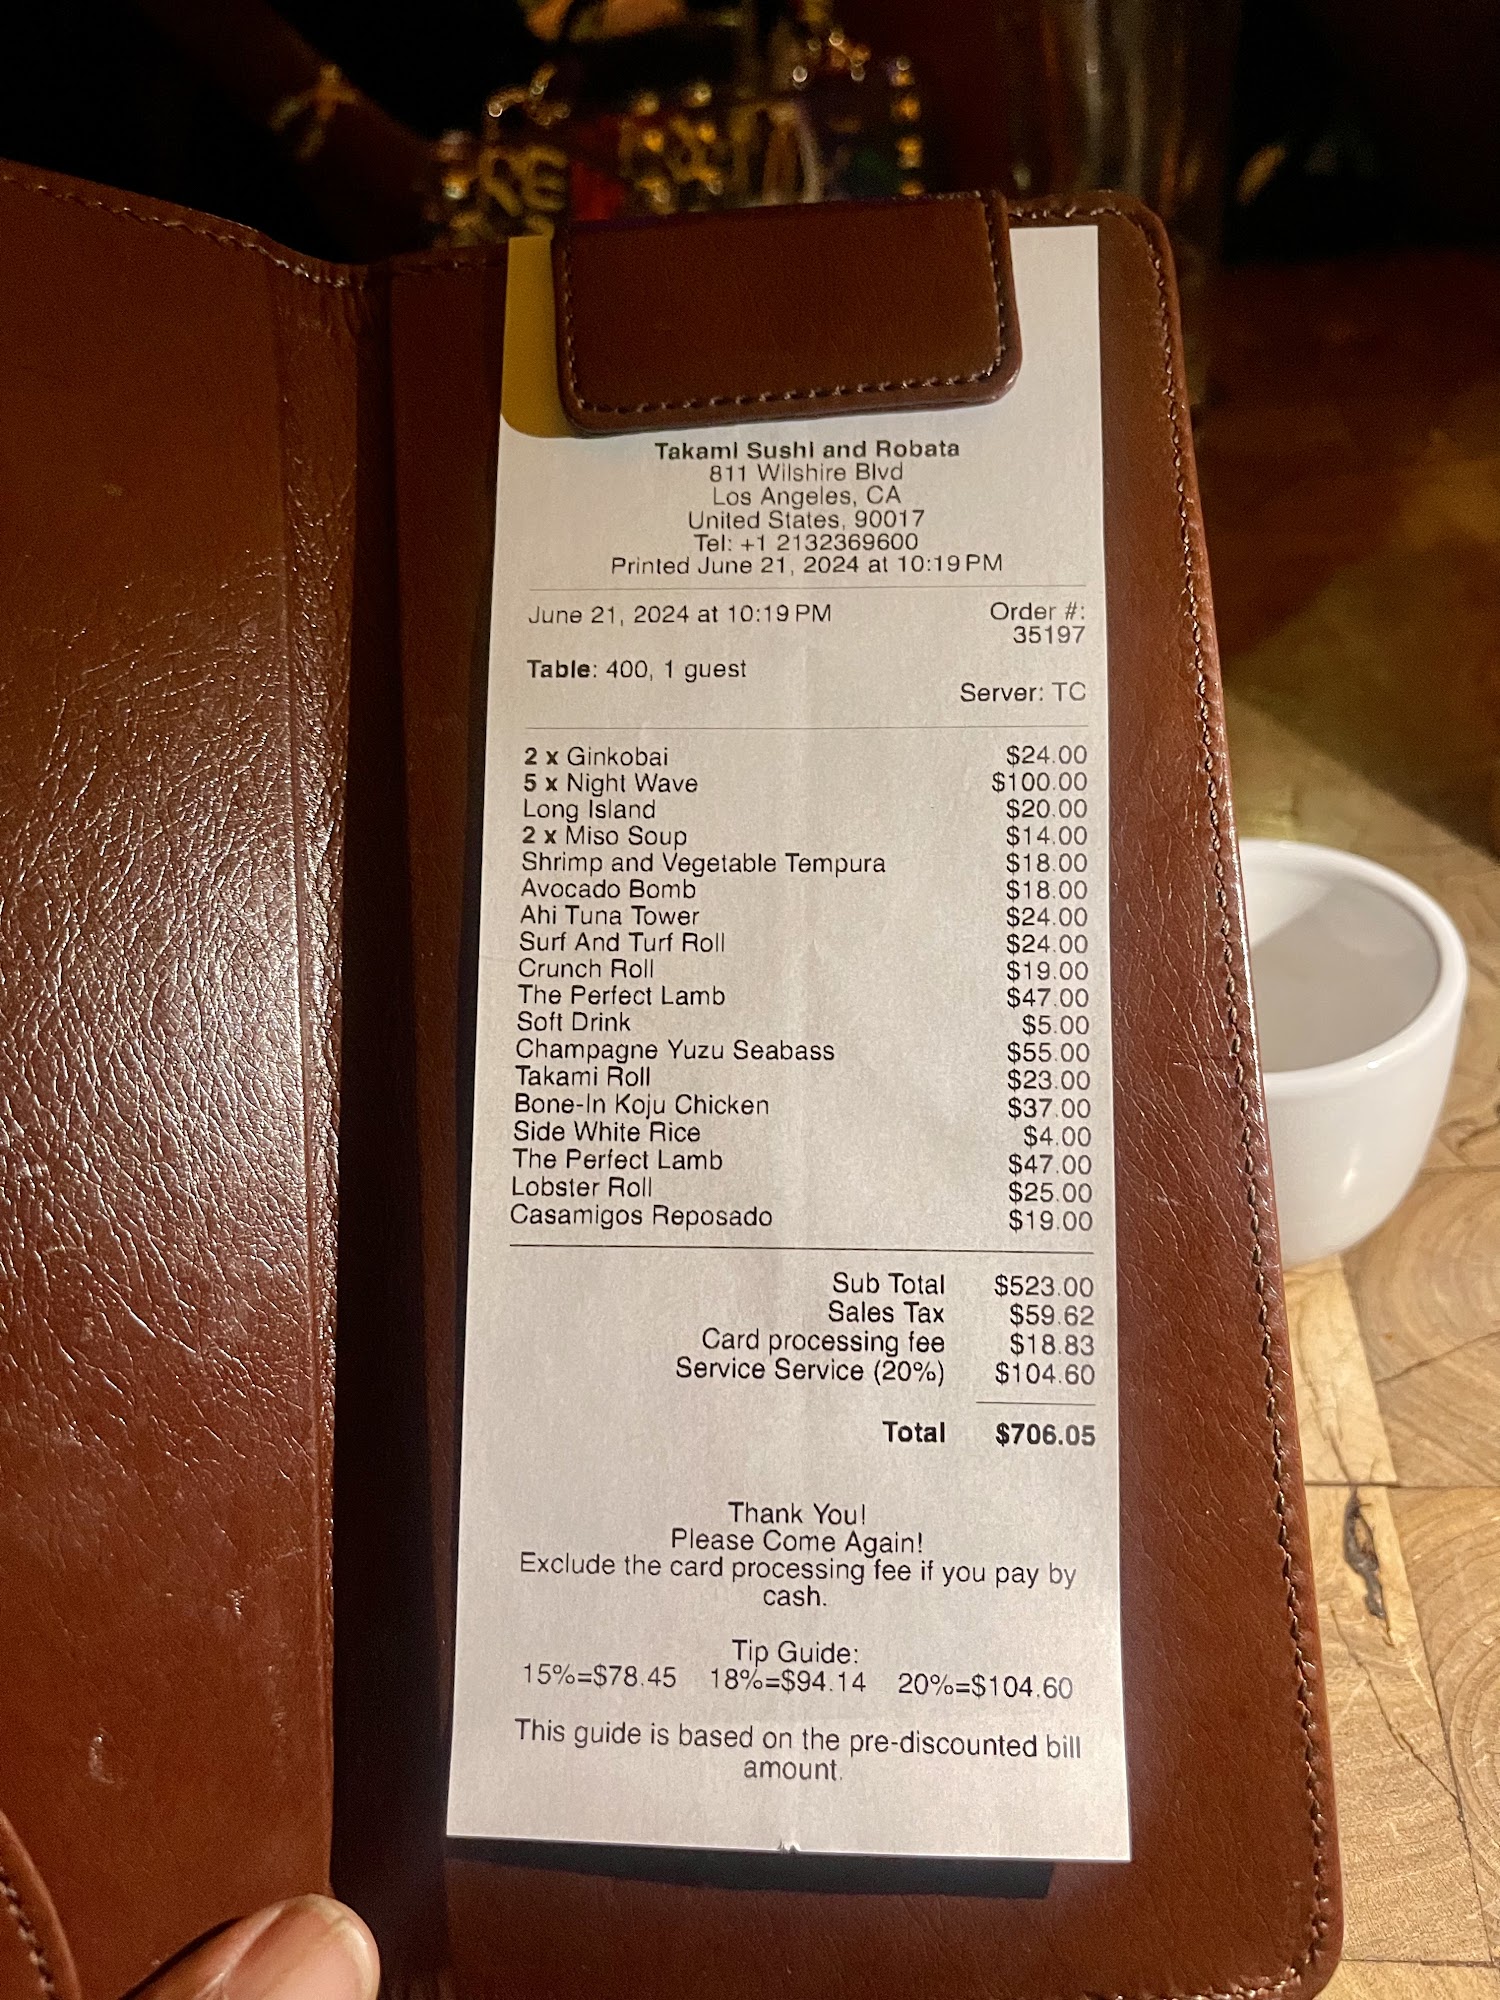 Takami Sushi and Robata
811 Wilshire Blvd
Los Angeles, CA
United States, 90017
Tel: +1 2132369600
Printed June 21, 2024 at 10:19 PM
June 21, 2024 at 10:19 PM Order #:
35197
Table: 400, 1 guest
Server: TC
2 x Ginkobai $24.00
5 x Night Wave $100.00
Long Island $20.00
2 x Miso Soup $14.00
Shrimp and Vegetable Tempura $18.00
Avocado Bomb $18.00
Ahi Tuna Tower $24.00
Surf And Turf Roll $24.00
Crunch Roll $19.00
The Perfect Lamb $47.00
Soft Drink $5.00
Champagne Yuzu Seabass $55.00
Takami Roll $23.00
Bone-In Koju Chicken $37.00
Side White Rice $4.00
The Perfect Lamb $47.00
Lobster Roll $25.00
Casamigos Reposado $19.00
Sub Total $523.00
Sales Tax $59.62
Card processing fee $18.83
Service Service (20%) $104.60
Total $706.05
Thank You!
Please Come Again!
Exclude the card processing fee if you pay by
cash.
Tip Guide:
15%=$78.45 18%=$94.14 20%=$104.60
This guide is based on the pre-discounted bill
amount.